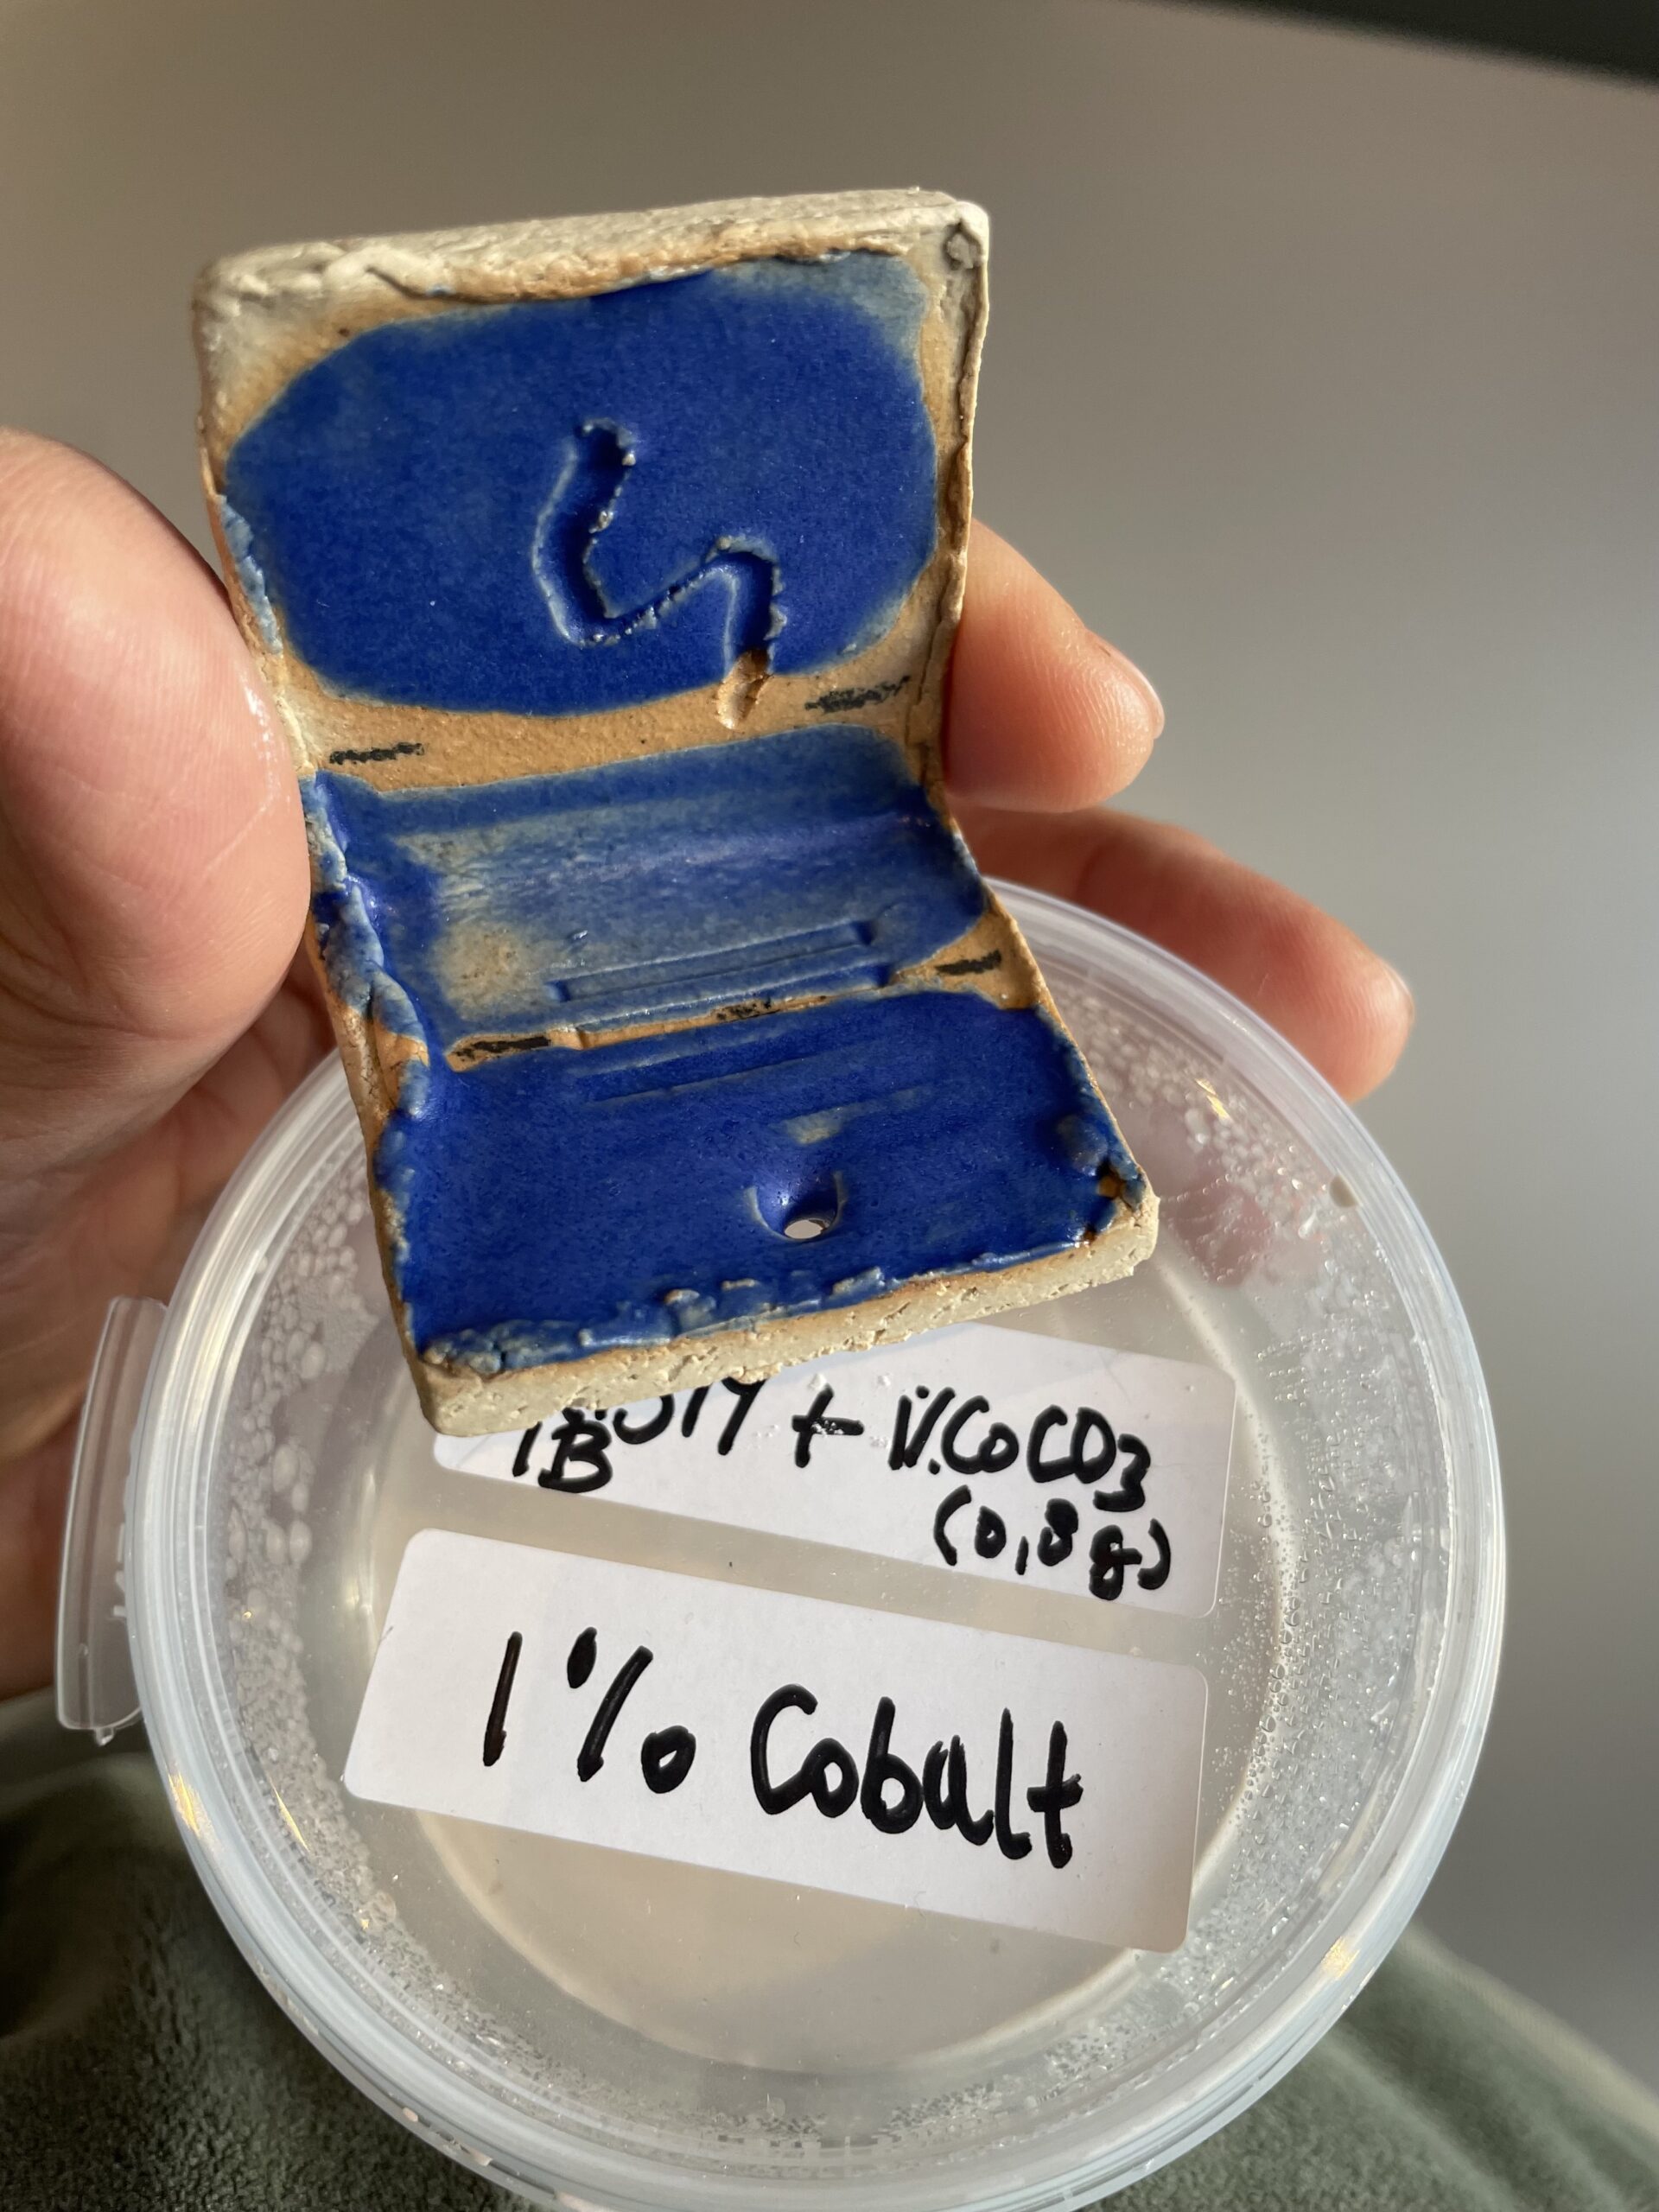 + 1%CoCO3
(0,8g)
1% Cobalt